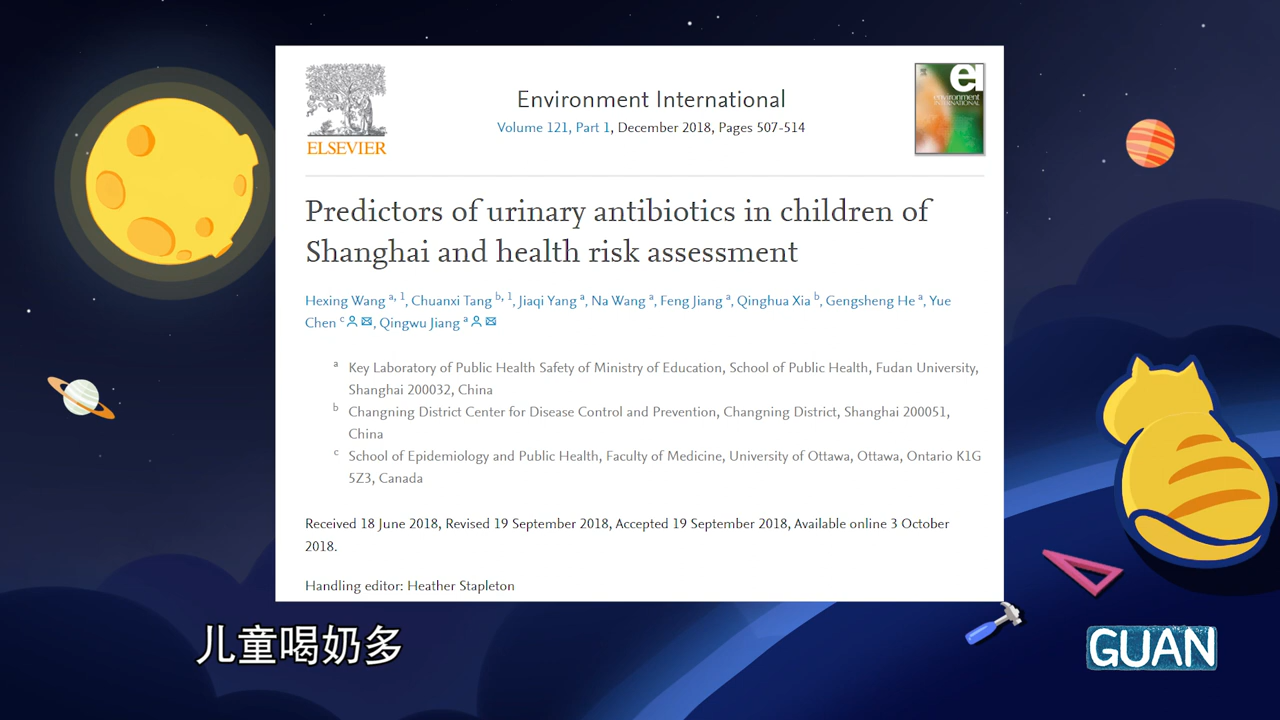 ELSEVIER
Environment International
Volume 121, Part 1, December 2018, Pages 507-514
ei
environment
INTERNATIONAL
Predictors of urinary antibiotics in children of
Shanghai and health risk assessment
Hexing Wang a, 1, Chuanxi Tang b, 1, Jiaqi Yang a, Na Wang a, Feng Jiang a, Qinghua Xia b, Gengsheng He a, Yue
Chen c, Qingwu Jiang a
a Key Laboratory of Public Health Safety of Ministry of Education, School of Public Health, Fudan University,
Shanghai 200032, China
b Changning District Center for Disease Control and Prevention, Changning District, Shanghai 200051,
China
c School of Epidemiology and Public Health, Faculty of Medicine, University of Ottawa, Ottawa, Ontario K1G
5Z3, Canada
Received 18 June 2018, Revised 19 September 2018, Accepted 19 September 2018, Available online 3 October
2018.
Handling editor: Heather Stapleton
儿童喝奶多
GUAN